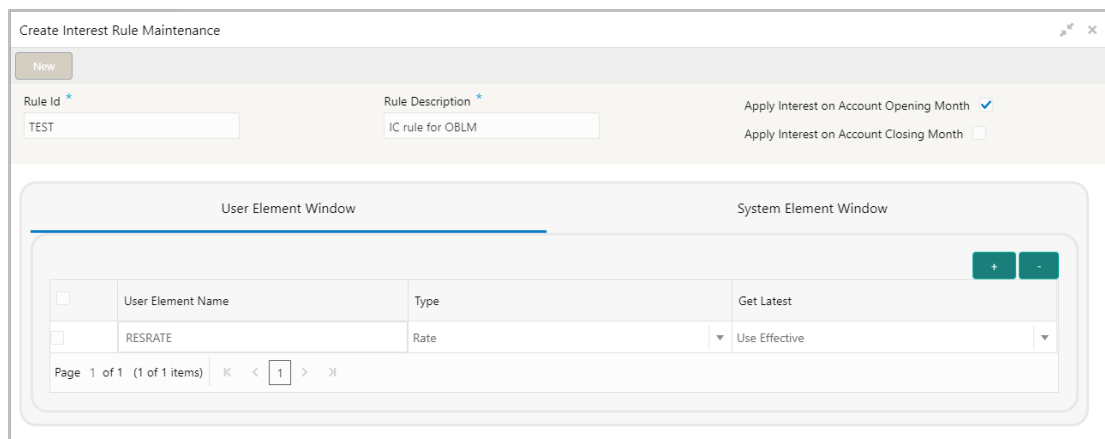 Create Interest Rule Maintenance
New
Rule Id *
Rule Description *
Apply Interest on Account Opening Month
TEST
IC rule for OBLM
Apply Interest on Account Closing Month
User Element Window
System Element Window
+ -
User Element Name Type Get Latest
RESRATE Rate Use Effective
Page 1 of 1 (1 of 1 items) 1